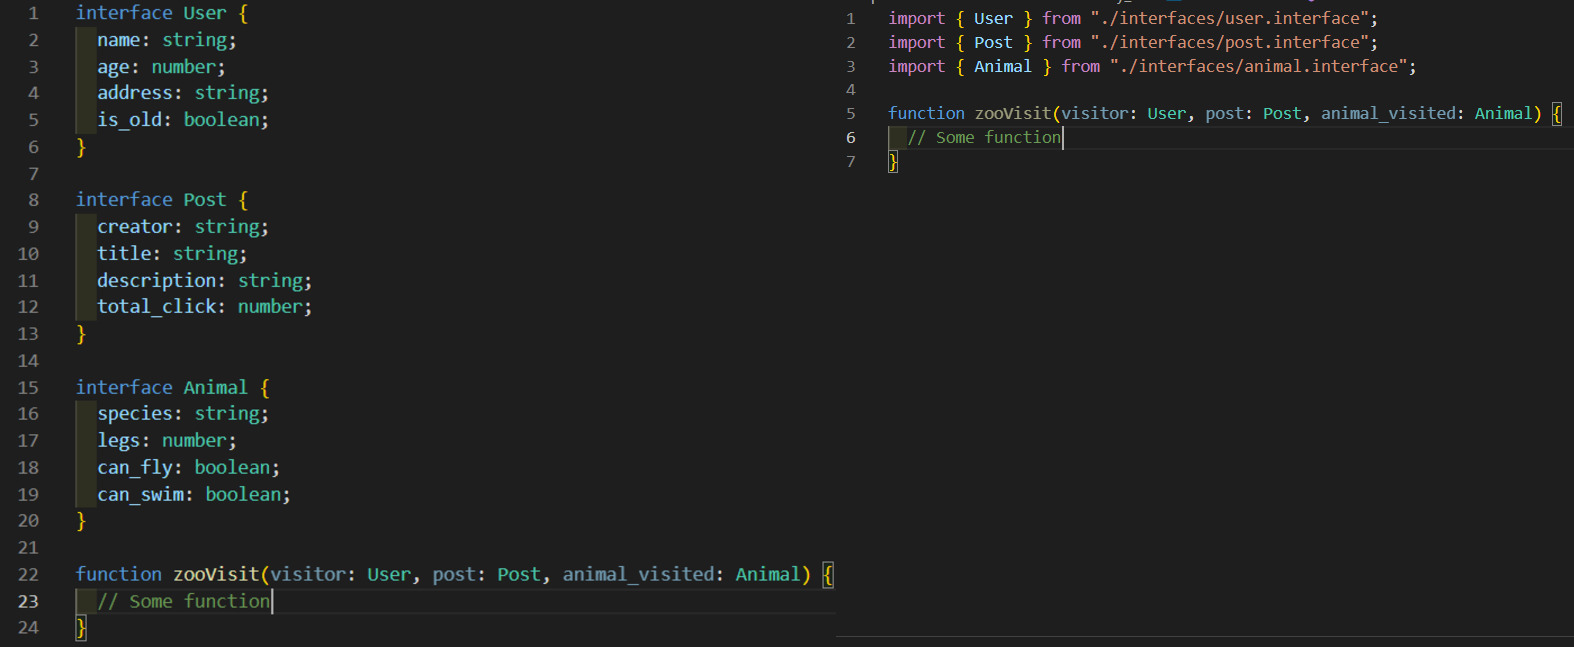 1 interface User {
2 name: string;
3 age: number;
4 address: string;
5 is_old: boolean;
6 }
7
8 interface Post {
9 creator: string;
10 title: string;
11 description: string;
12 total_click: number;
13 }
14
15 interface Animal {
16 species: string;
17 legs: number;
18 can_fly: boolean;
19 can_swim: boolean;
20 }
21
22 function zooVisit(visitor: User, post: Post, animal_visited: Animal) {
23 // Some function
24 }
1 import { User } from "./interfaces/user.interface";
2 import { Post } from "./interfaces/post.interface";
3 import { Animal } from "./interfaces/animal.interface";
4
5 function zooVisit(visitor: User, post: Post, animal_visited: Animal) {
6 // Some function
7 }